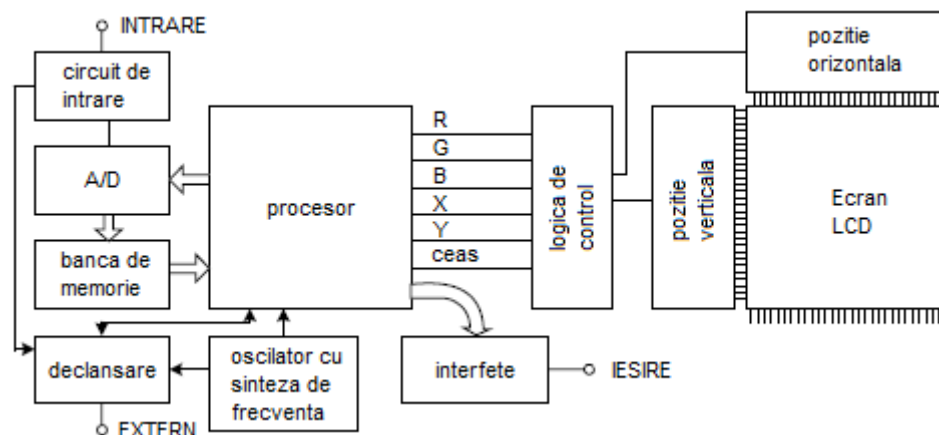 INTRARE
circuit de
intrare
A/D
banca de
memorie
declansare
EXTERN
procesor
oscilator cu
sinteza de
frecventa
R
G
B
X
Y
ceas
interfete
IESIRE
logica de
control
pozitie
verticala
pozitie
orizontala
Ecran
LCD